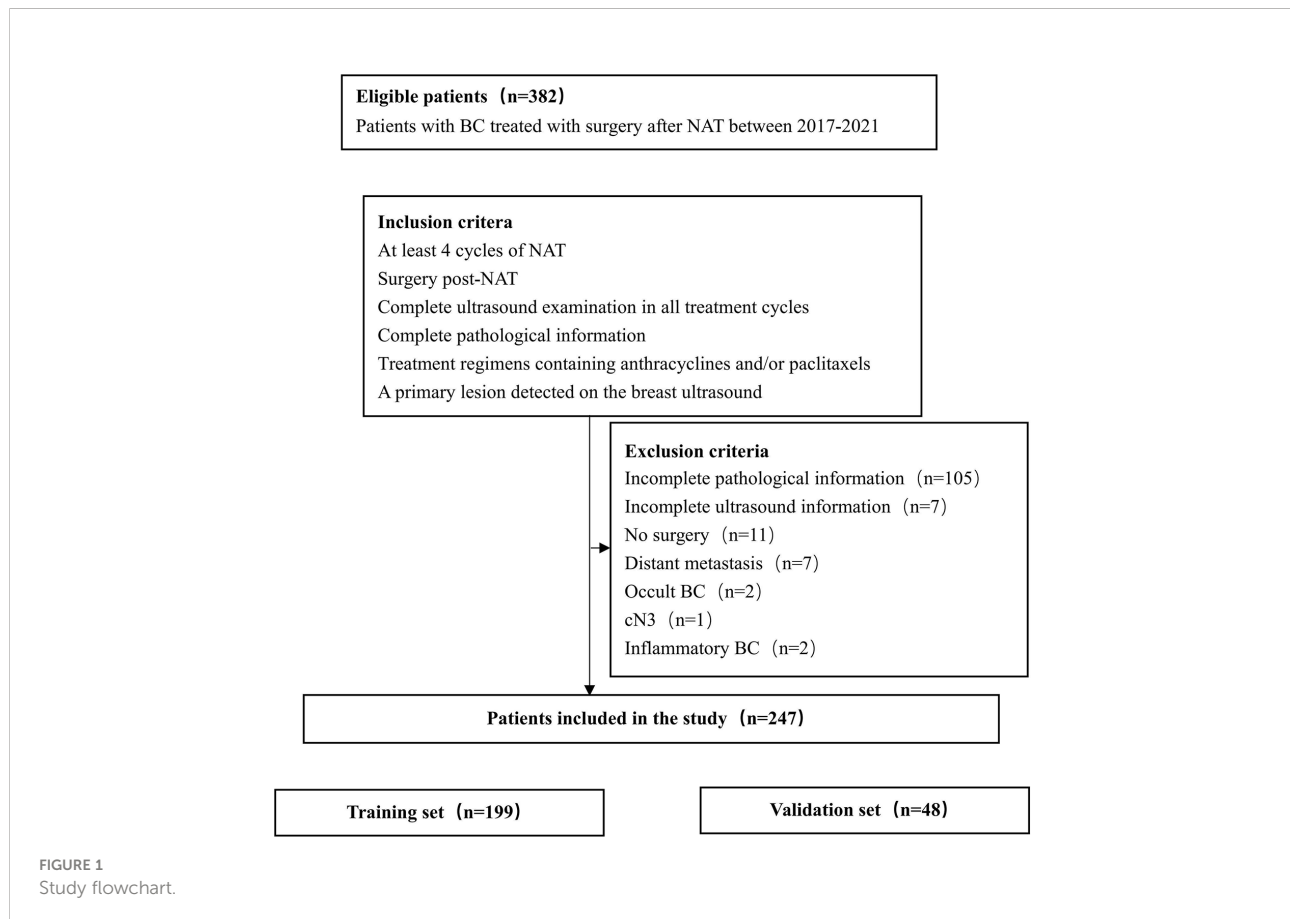 Eligible patients（n=382）
Patients with BC treated with surgery after NAT between 2017-2021
Inclusion critera
At least 4 cycles of NAT
Surgery post-NAT
Complete ultrasound examination in all treatment cycles
Complete pathological information
Treatment regimens containing anthracyclines and/or paclitaxels
A primary lesion detected on the breast ultrasound
Exclusion criteria
Incomplete pathological information（n=105）
Incomplete ultrasound information（n=7）
No surgery（n=11）
Distant metastasis（n=7）
Occult BC（n=2）
cN3（n=1）
Inflammatory BC（n=2）
Patients included in the study（n=247）
Training set（n=199）
Validation set（n=48）
FIGURE 1
Study flowchart.